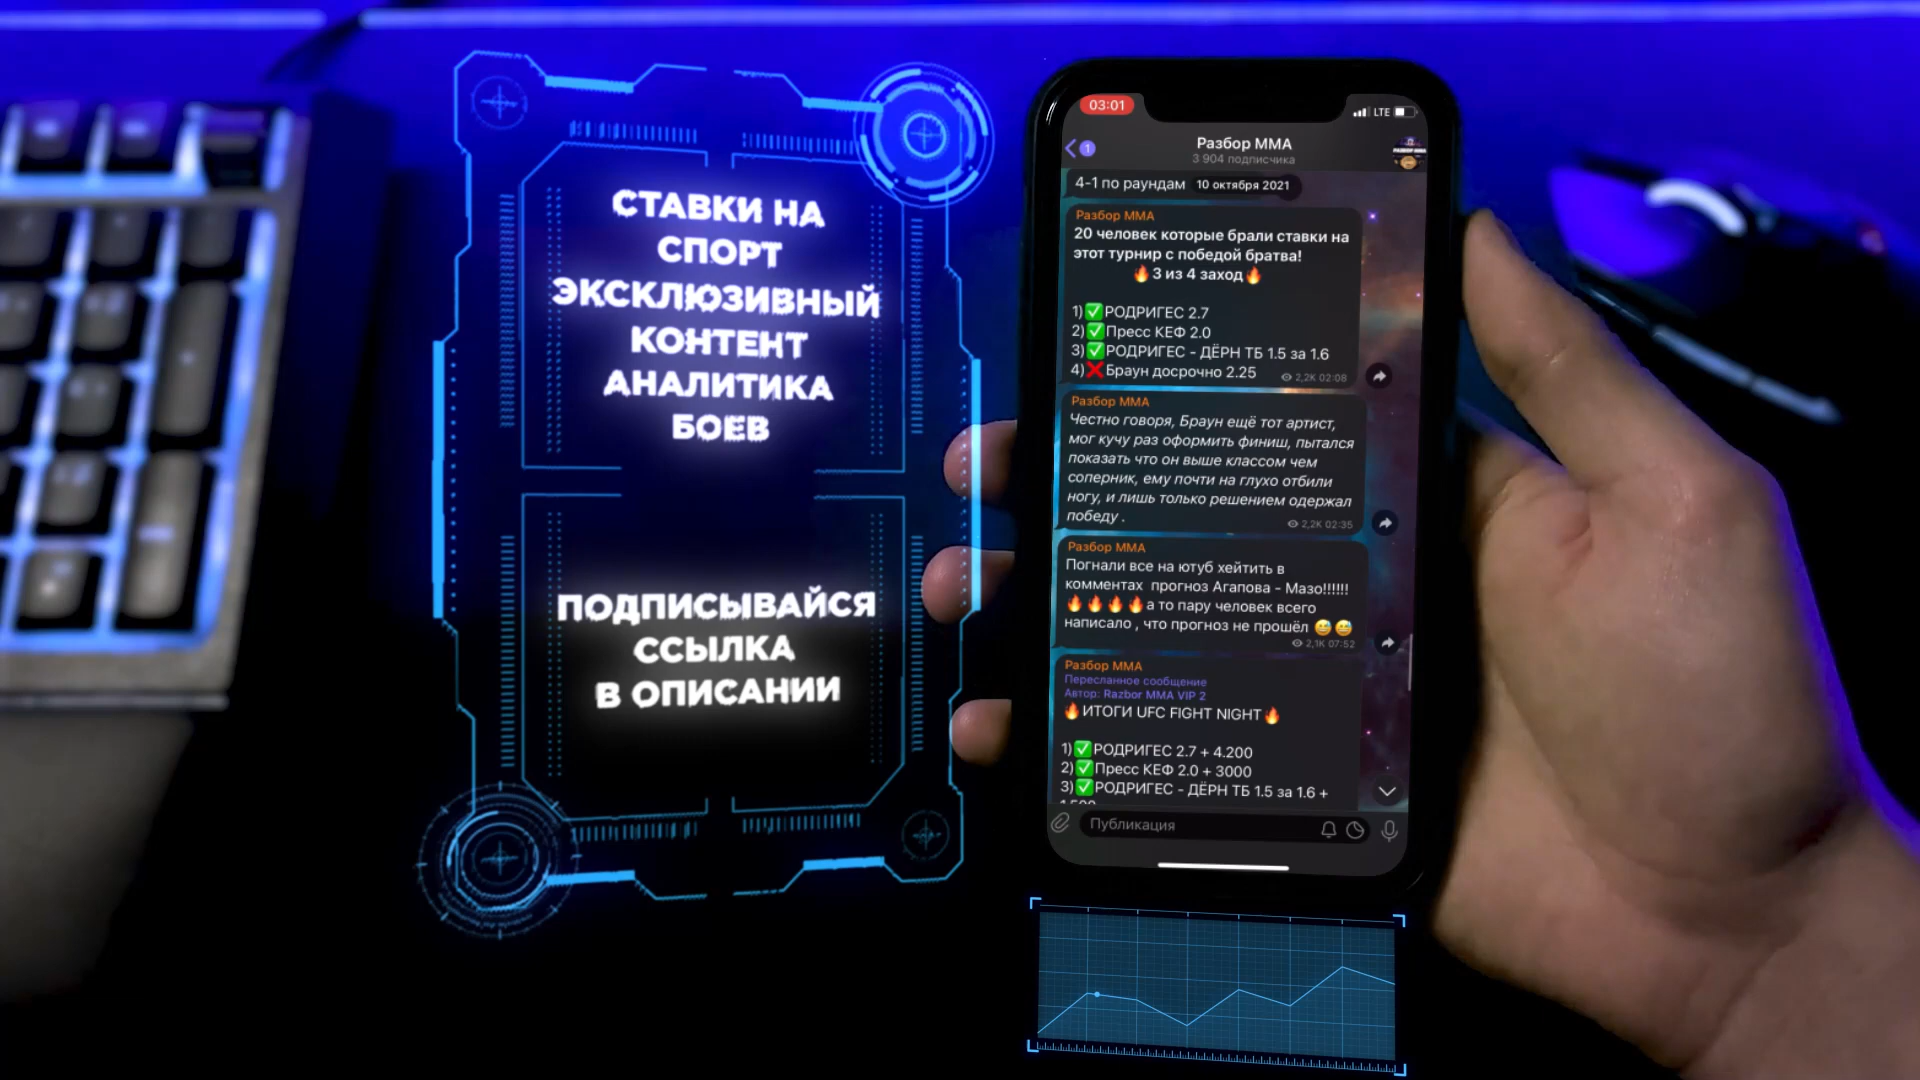 СТАВКИ НА
СПОРТ
ЭКСКЛЮЗИВНЫЙ
КОНТЕНТ
АНАЛИТИКА
БОЕВ
ПОДПИСЫВАЙСЯ
ССЫЛКА
В ОПИСАНИИ
03:01
LTE
1
Разбор ММА
3 904 подписчика
4-1 по раундам
10 октября 2021
Разбор ММА
20 человек которые брали ставки на
этот турнир с победой братва!
🔥3 из 4 заход🔥
1)✅РОДРИГЕС 2.7
2)✅Пресс КЕФ 2.0
3)✅РОДРИГЕС - ДЁРН ТБ 1.5 за 1.6
4)❌Браун досрочно 2.25
2,2K 02:08
Разбор ММА
Честно говоря, Браун ещё тот артист,
мог кучу раз оформить финиш, пытался
показать что он выше классом чем
соперник, ему почти на глухо отбили
ногу, и лишь только решением одержал
победу .
2,2K 02:35
Разбор ММА
Погнали все на ютуб хейтить в
комментах прогноз Агапова - Мазо!!!!!!
🔥🔥🔥🔥а то пару человек всего
написало , что прогноз не прошёл 😅😅
2,1K 07:52
Разбор ММА
Пересланное сообщение
Автор: Razbor MMA VIP 2
🔥ИТОГИ UFC FIGHT NIGHT🔥
1)✅РОДРИГЕС 2.7 + 4.200
2)✅Пресс КЕФ 2.0 + 3000
3)✅РОДРИГЕС - ДЁРН ТБ 1.5 за 1.6 +
Публикация